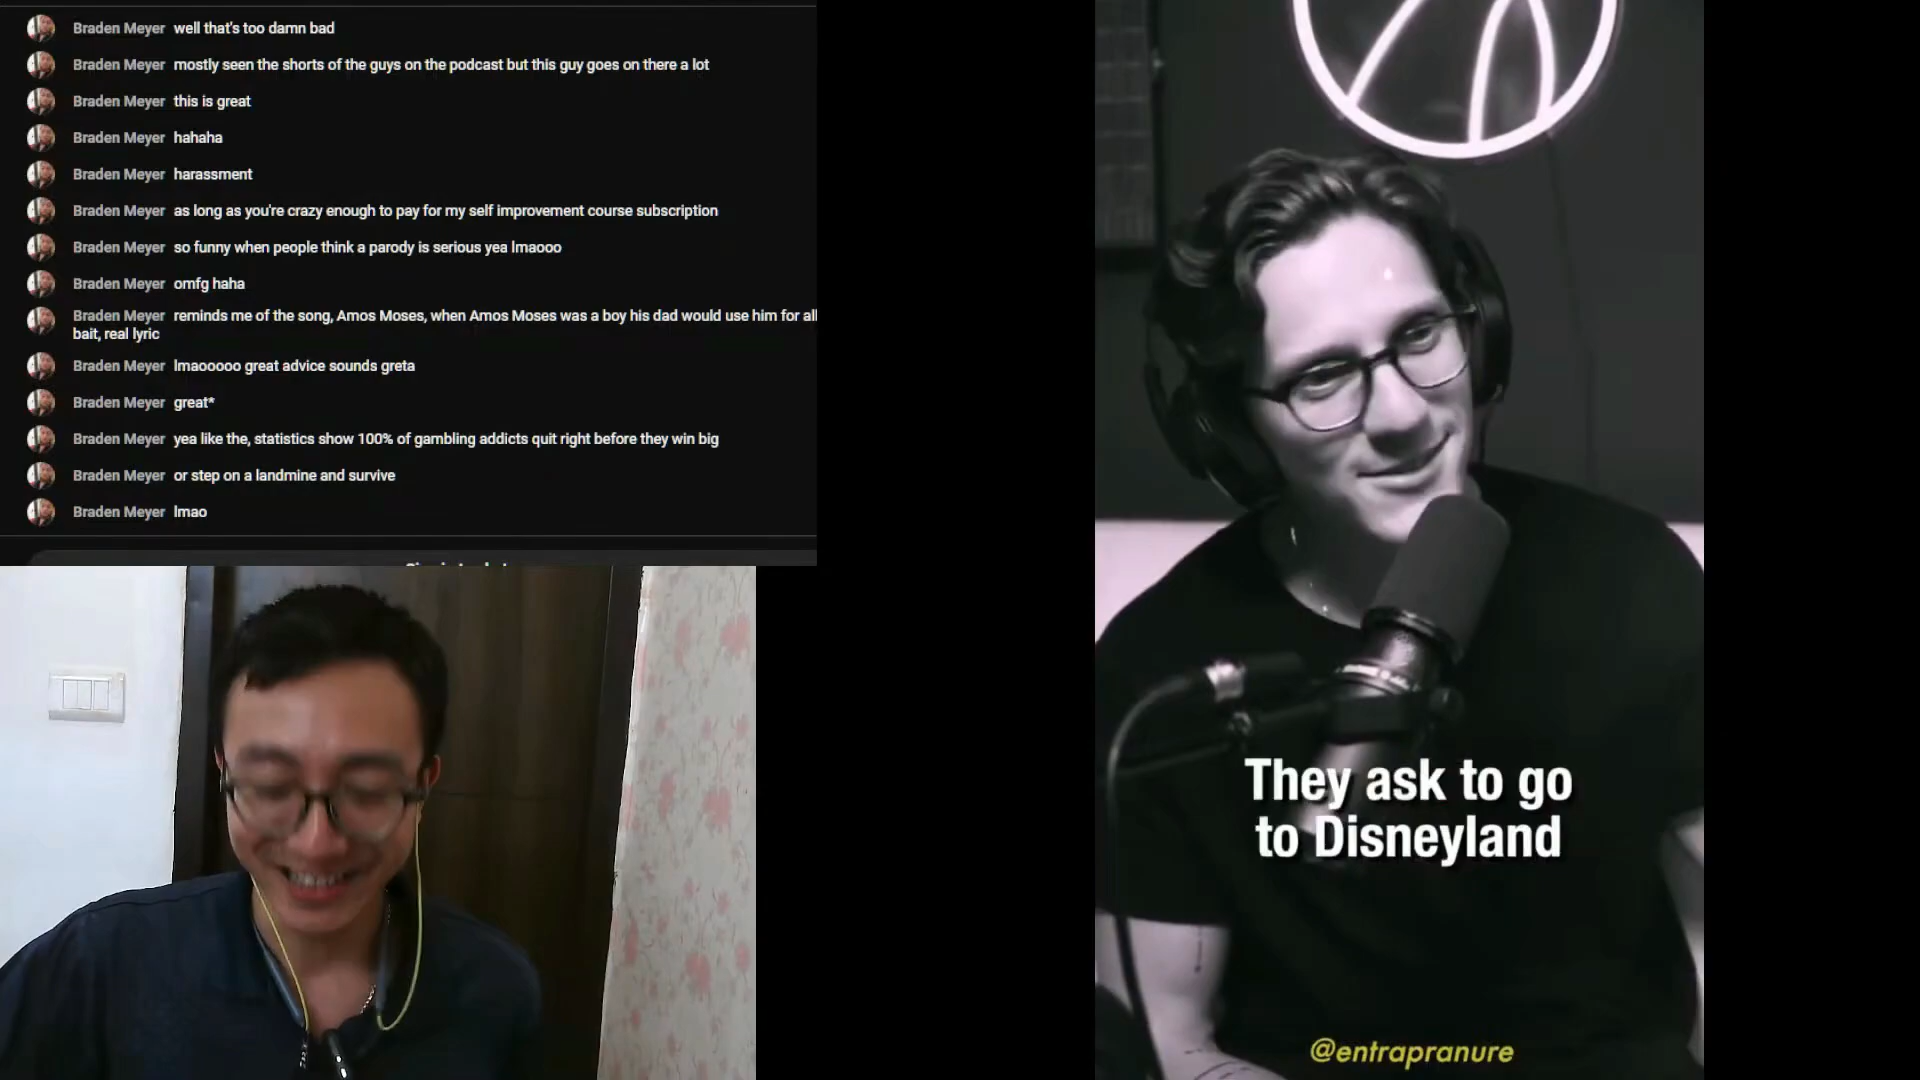 Braden Meyer well that's too damn bad
Braden Meyer mostly seen the shorts of the guys on the podcast but this guy goes on there a lot
Braden Meyer this is great
Braden Meyer hahaha
Braden Meyer harassment
Braden Meyer as long as you're crazy enough to pay for my self improvement course subscription
Braden Meyer so funny when people think a parody is serious yea lmaooo
Braden Meyer omfg haha
Braden Meyer reminds me of the song, Amos Moses, when Amos Moses was a boy his dad would use him for all
bait, real lyric
Braden Meyer lmaooooo great advice sounds greta
Braden Meyer great*
Braden Meyer yea like the, statistics show 100% of gambling addicts quit right before they win big
Braden Meyer or step on a landmine and survive
Braden Meyer lmao
They ask to go
to Disneyland
@entrapranure